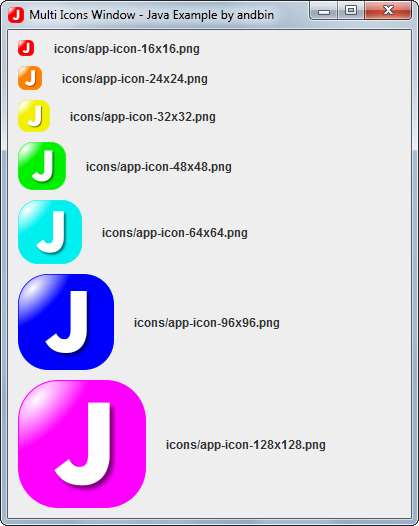 Multi Icons Window - Java Example by andbin
J icons/app-icon-16x16.png
J icons/app-icon-24x24.png
J icons/app-icon-32x32.png
J icons/app-icon-48x48.png
J icons/app-icon-64x64.png
J icons/app-icon-96x96.png
J icons/app-icon-128x128.png